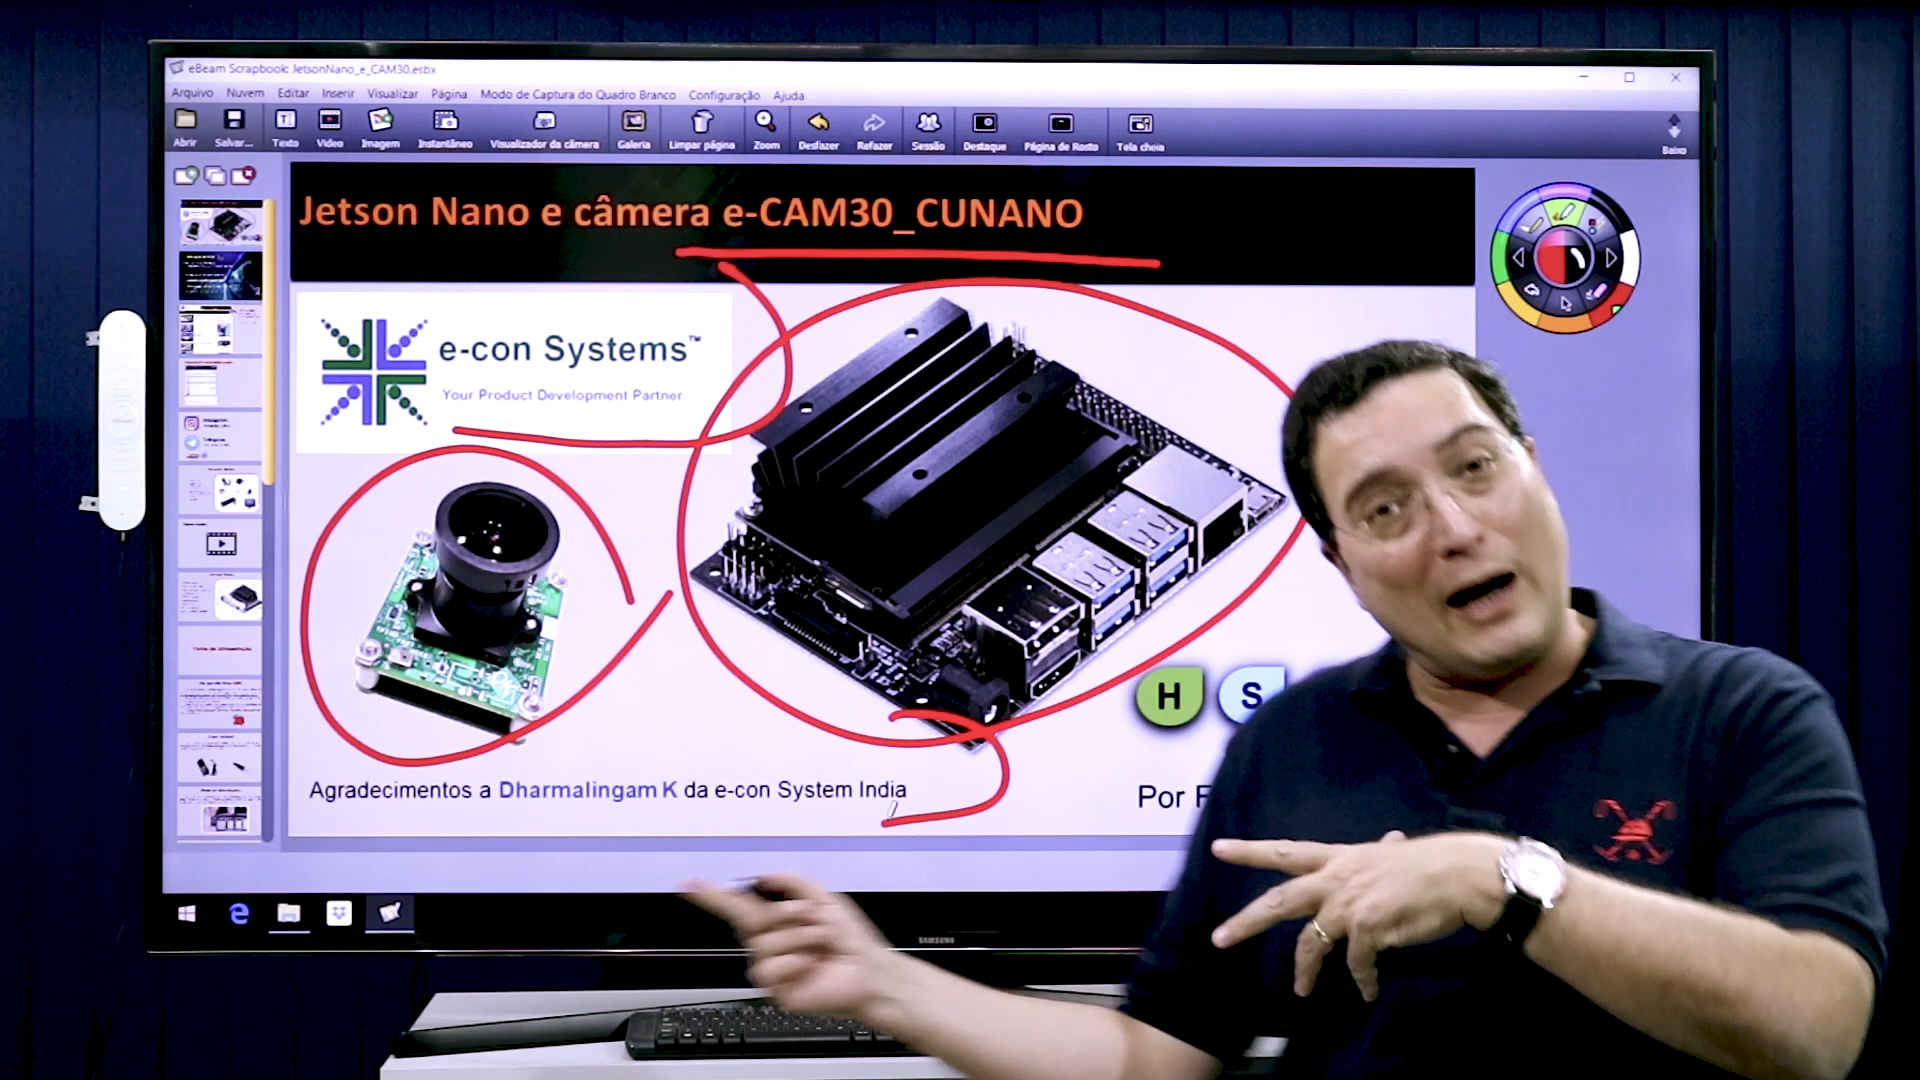 eBeam Scrapbook: JetsonNano_e_CAM30.esbx
Arquivo Nuvem Editar Inserir Visualizar Página Modo de Captura do Quadro Branco Configuração Ajuda
Abrir Salvar... Texto Video Imagem Instantâneo Visualizador da câmera Galeria Limpar página Zoom Desfazer Refazer Sessão Destaque Página de Rosto Tela cheia Baixo
Jetson Nano e câmera e-CAM30_CUNANO
e-con Systems™
Your Product Development Partner
H S
Agradecimentos a Dharmalingam K da e-con System India
Por F
SAMSUNG